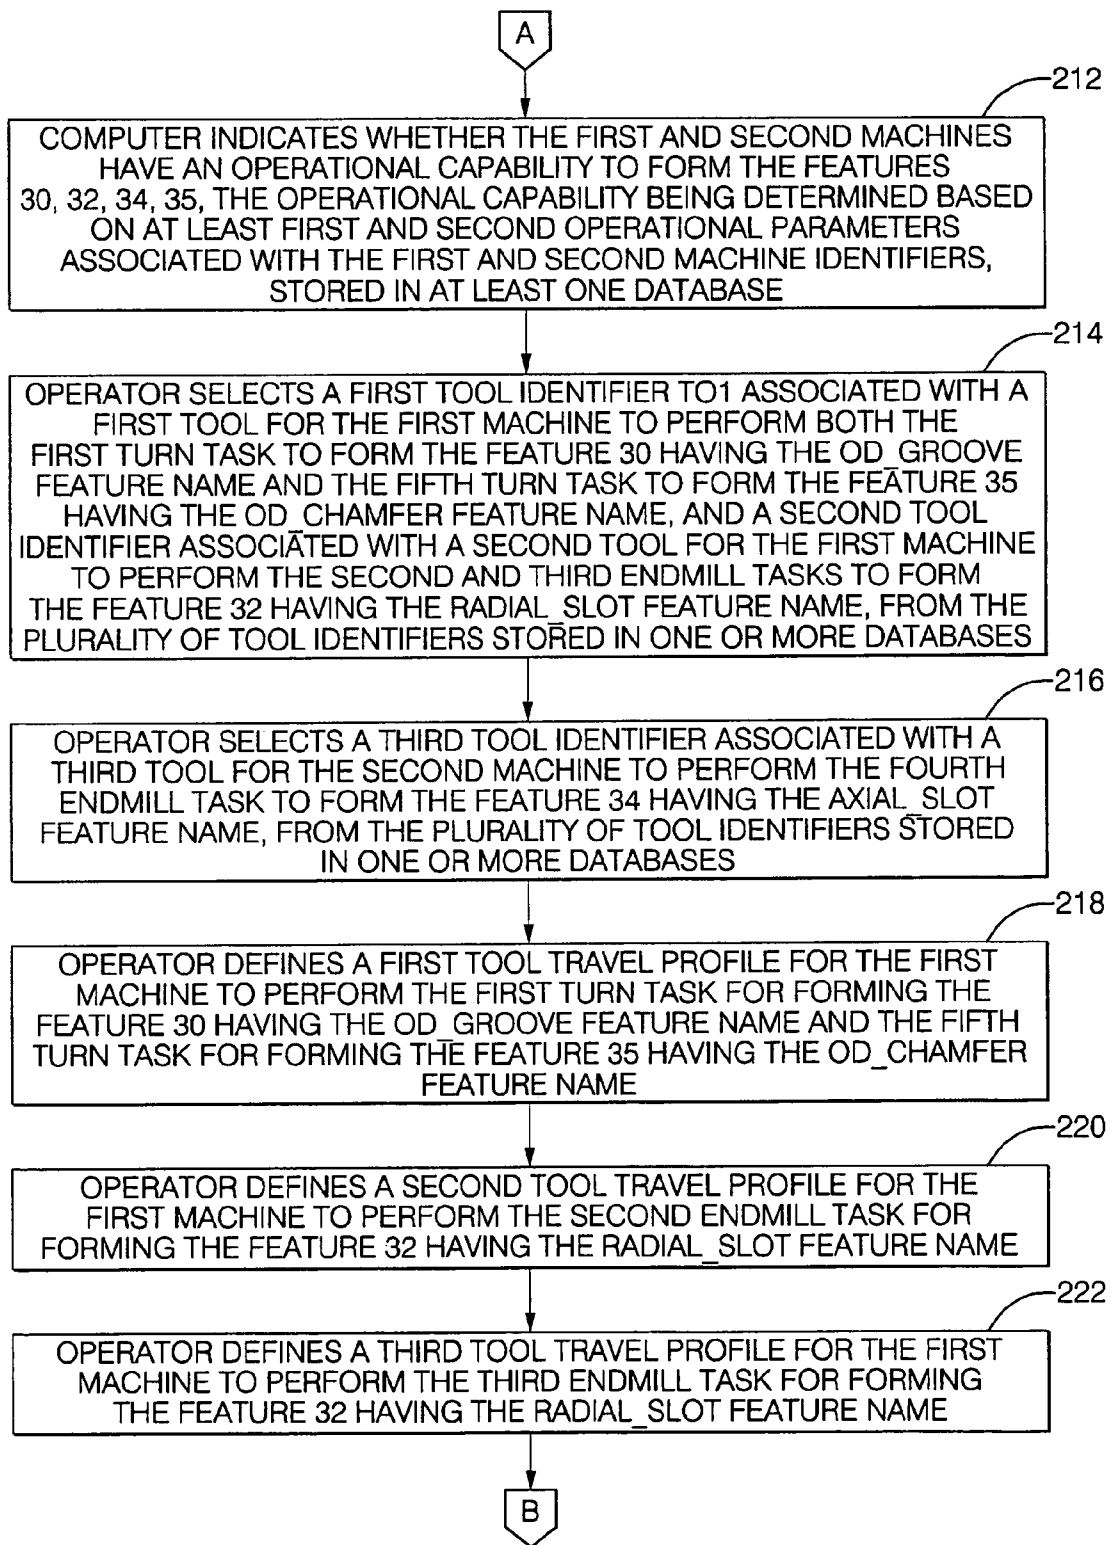 A
212
COMPUTER INDICATES WHETHER THE FIRST AND SECOND MACHINES
HAVE AN OPERATIONAL CAPABILITY TO FORM THE FEATURES
30, 32, 34, 35, THE OPERATIONAL CAPABILITY BEING DETERMINED BASED
ON AT LEAST FIRST AND SECOND OPERATIONAL PARAMETERS
ASSOCIATED WITH THE FIRST AND SECOND MACHINE IDENTIFIERS,
STORED IN AT LEAST ONE DATABASE
214
OPERATOR SELECTS A FIRST TOOL IDENTIFIER TO1 ASSOCIATED WITH A
FIRST TOOL FOR THE FIRST MACHINE TO PERFORM BOTH THE
FIRST TURN TASK TO FORM THE FEATURE 30 HAVING THE OD_GROOVE
FEATURE NAME AND THE FIFTH TURN TASK TO FORM THE FEATURE 35
HAVING THE OD_CHAMFER FEATURE NAME, AND A SECOND TOOL
IDENTIFIER ASSOCIATED WITH A SECOND TOOL FOR THE FIRST MACHINE
TO PERFORM THE SECOND AND THIRD ENDMILL TASKS TO FORM
THE FEATURE 32 HAVING THE RADIAL_SLOT FEATURE NAME, FROM THE
PLURALITY OF TOOL IDENTIFIERS STORED IN ONE OR MORE DATABASES
216
OPERATOR SELECTS A THIRD TOOL IDENTIFIER ASSOCIATED WITH A
THIRD TOOL FOR THE SECOND MACHINE TO PERFORM THE FOURTH
ENDMILL TASK TO FORM THE FEATURE 34 HAVING THE AXIAL_SLOT
FEATURE NAME, FROM THE PLURALITY OF TOOL IDENTIFIERS STORED
IN ONE OR MORE DATABASES
218
OPERATOR DEFINES A FIRST TOOL TRAVEL PROFILE FOR THE FIRST
MACHINE TO PERFORM THE FIRST TURN TASK FOR FORMING THE
FEATURE 30 HAVING THE OD_GROOVE FEATURE NAME AND THE FIFTH
TURN TASK FOR FORMING THE FEATURE 35 HAVING THE OD_CHAMFER
FEATURE NAME
220
OPERATOR DEFINES A SECOND TOOL TRAVEL PROFILE FOR THE
FIRST MACHINE TO PERFORM THE SECOND ENDMILL TASK FOR
FORMING THE FEATURE 32 HAVING THE RADIAL_SLOT FEATURE NAME
222
OPERATOR DEFINES A THIRD TOOL TRAVEL PROFILE FOR THE FIRST
MACHINE TO PERFORM THE THIRD ENDMILL TASK FOR FORMING
THE FEATURE 32 HAVING THE RADIAL_SLOT FEATURE NAME
B